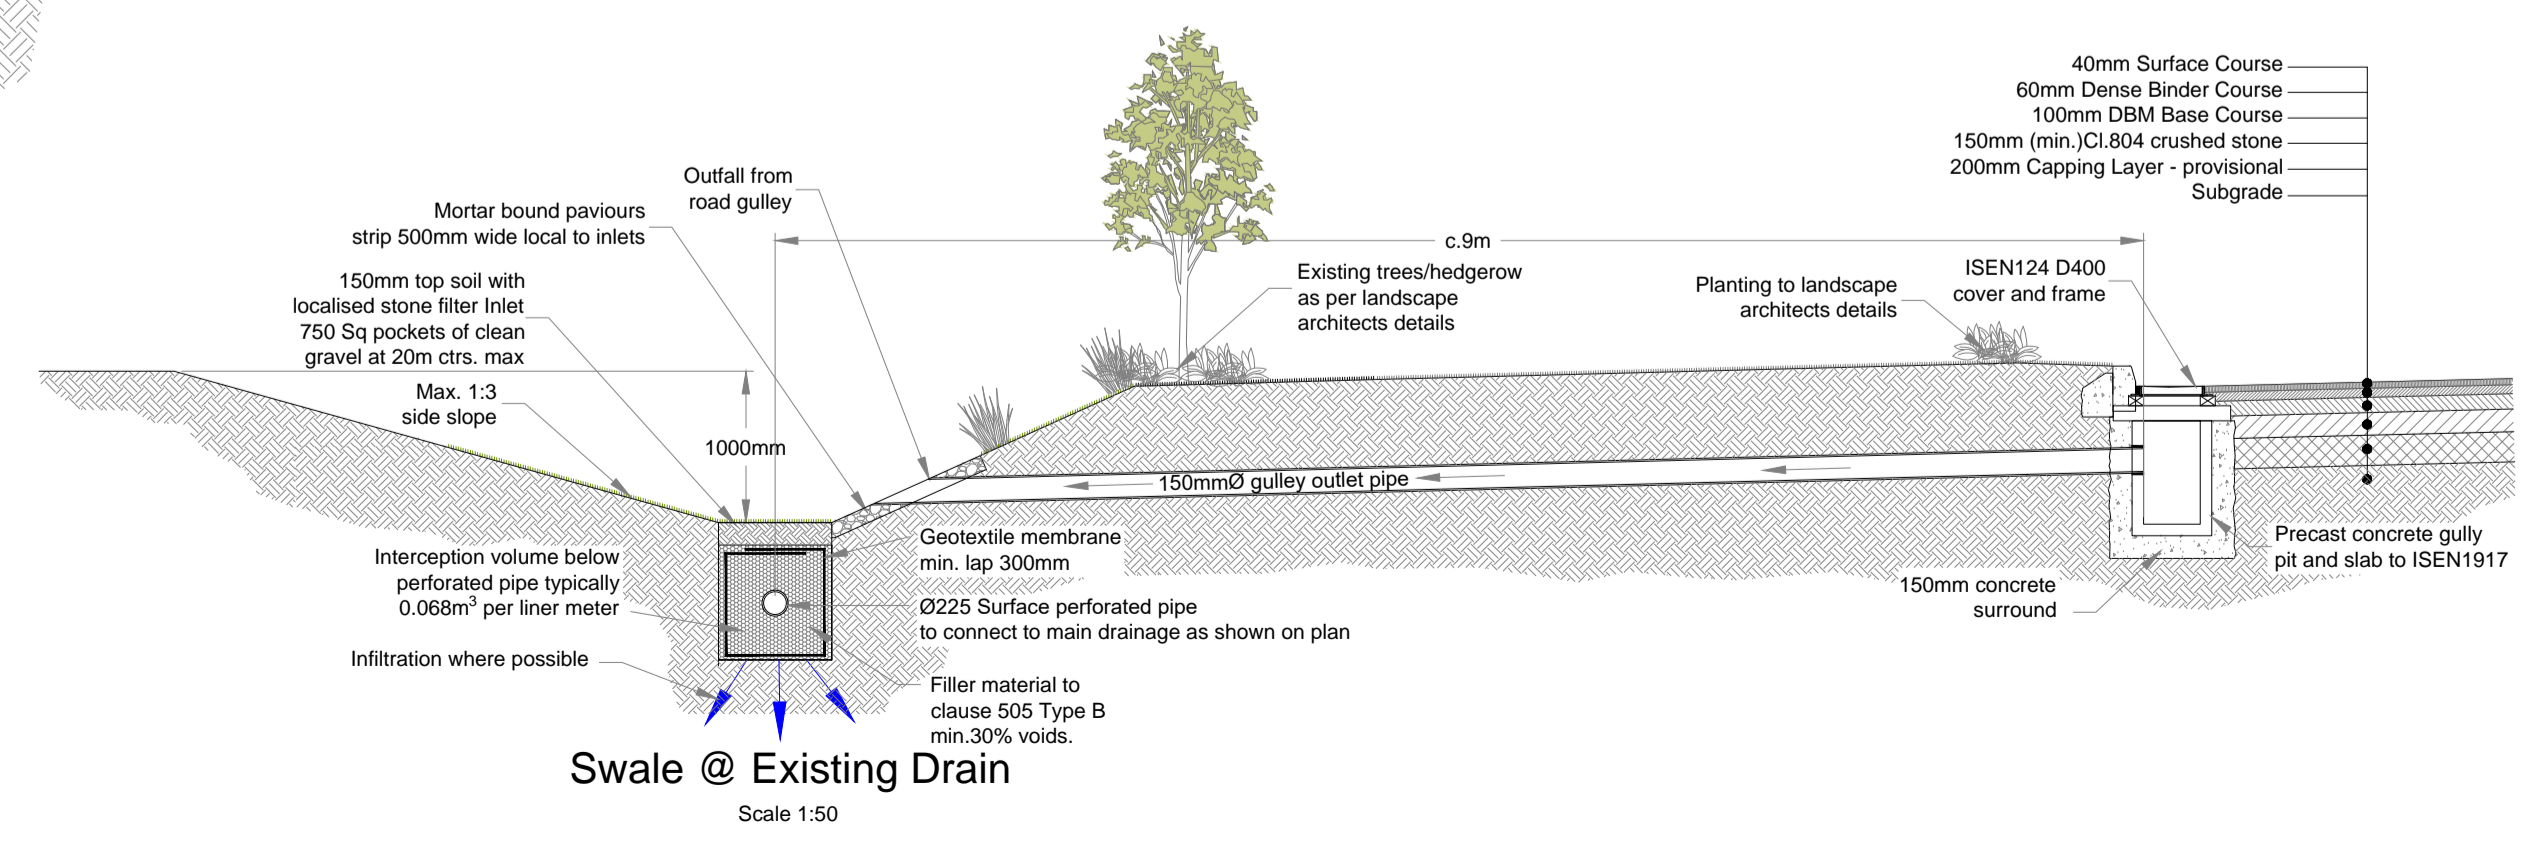 40mm Surface Course
60mm Dense Binder Course
100mm DBM Base Course
150mm (min.)Cl.804 crushed stone
200mm Capping Layer - provisional
Subgrade
Outfall from
road gulley
Mortar bound paviours
strip 500mm wide local to inlets
150mm top soil with
localised stone filter Inlet
750 Sq pockets of clean
gravel at 20m ctrs. max
Max. 1:3
side slope
1000mm
c.9m
Existing trees/hedgerow
as per landscape
architects details
Planting to landscape
architects details
ISEN124 D400
cover and frame
150mmØ gulley outlet pipe
Interception volume below
perforated pipe typically
0.068m³ per liner meter
Infiltration where possible
Geotextile membrane
min. lap 300mm
Ø225 Surface perforated pipe
to connect to main drainage as shown on plan
Filler material to
clause 505 Type B
min.30% voids.
Precast concrete gully
pit and slab to ISEN1917
150mm concrete
surround
Swale @ Existing Drain
Scale 1:50